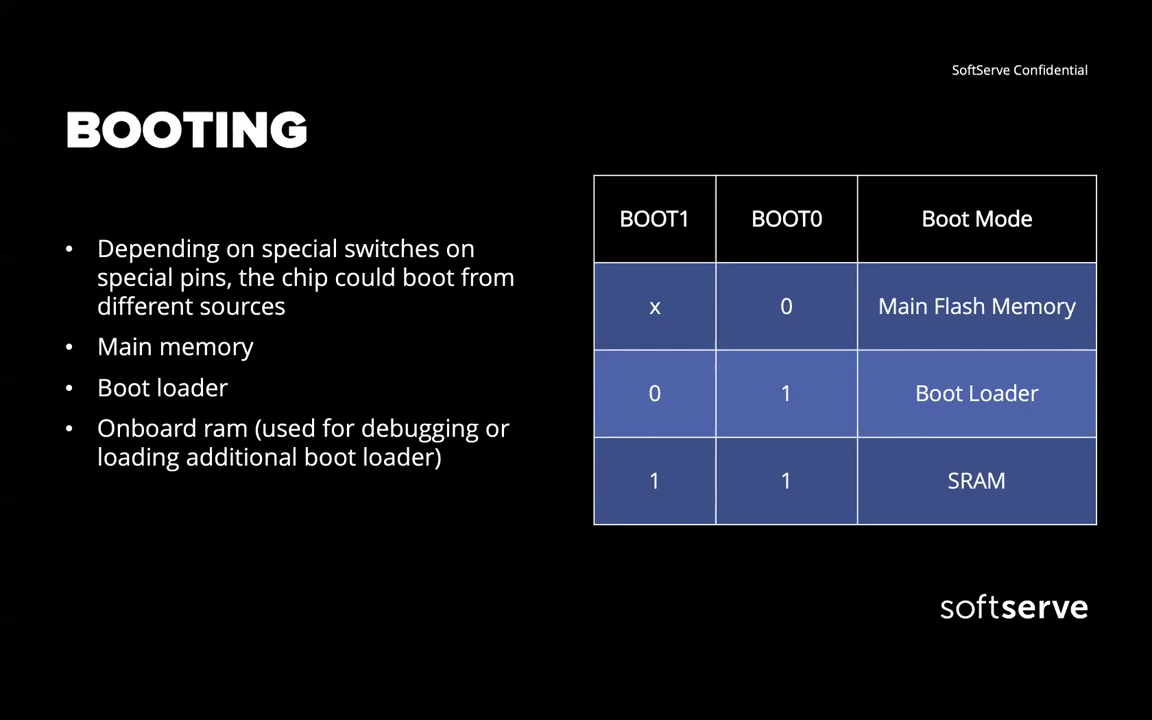 SoftServe Confidential
BOOTING
• Depending on special switches on
special pins, the chip could boot from
different sources
• Main memory
• Boot loader
• Onboard ram (used for debugging or
loading additional boot loader)
BOOT1 BOOT0 Boot Mode
x 0 Main Flash Memory
0 1 Boot Loader
1 1 SRAM
softserve